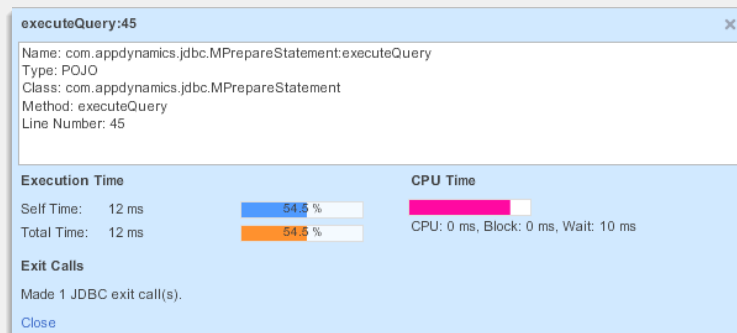 executeQuery:45
Name: com.appdynamics.jdbc.MPrepareStatement:executeQuery
Type: POJO
Class: com.appdynamics.jdbc.MPrepareStatement
Method: executeQuery
Line Number: 45
Execution Time
CPU Time
Self Time: 12 ms 54.5 %
Total Time: 12 ms 54.5 %
CPU: 0 ms, Block: 0 ms, Wait: 10 ms
Exit Calls
Made 1 JDBC exit call(s).
Close